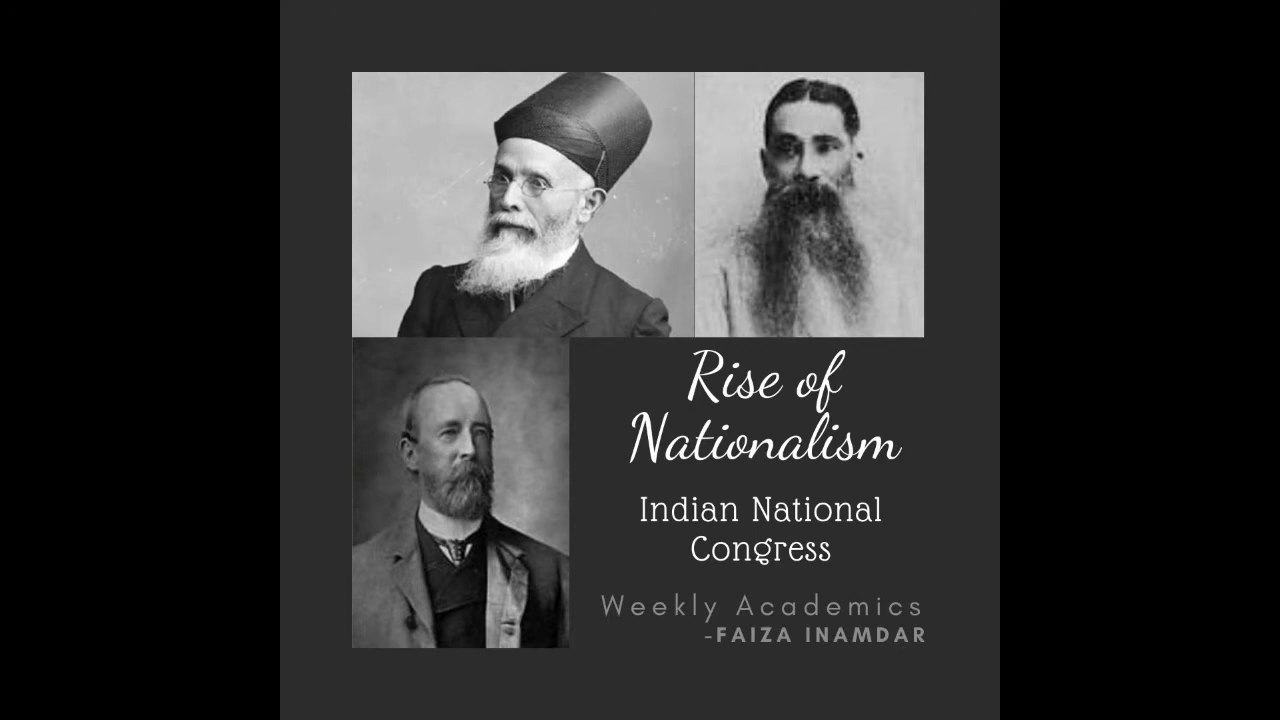 Rise of
Nationalism
Indian National
Congress
Weekly Academics
-FAIZA INAMDAR